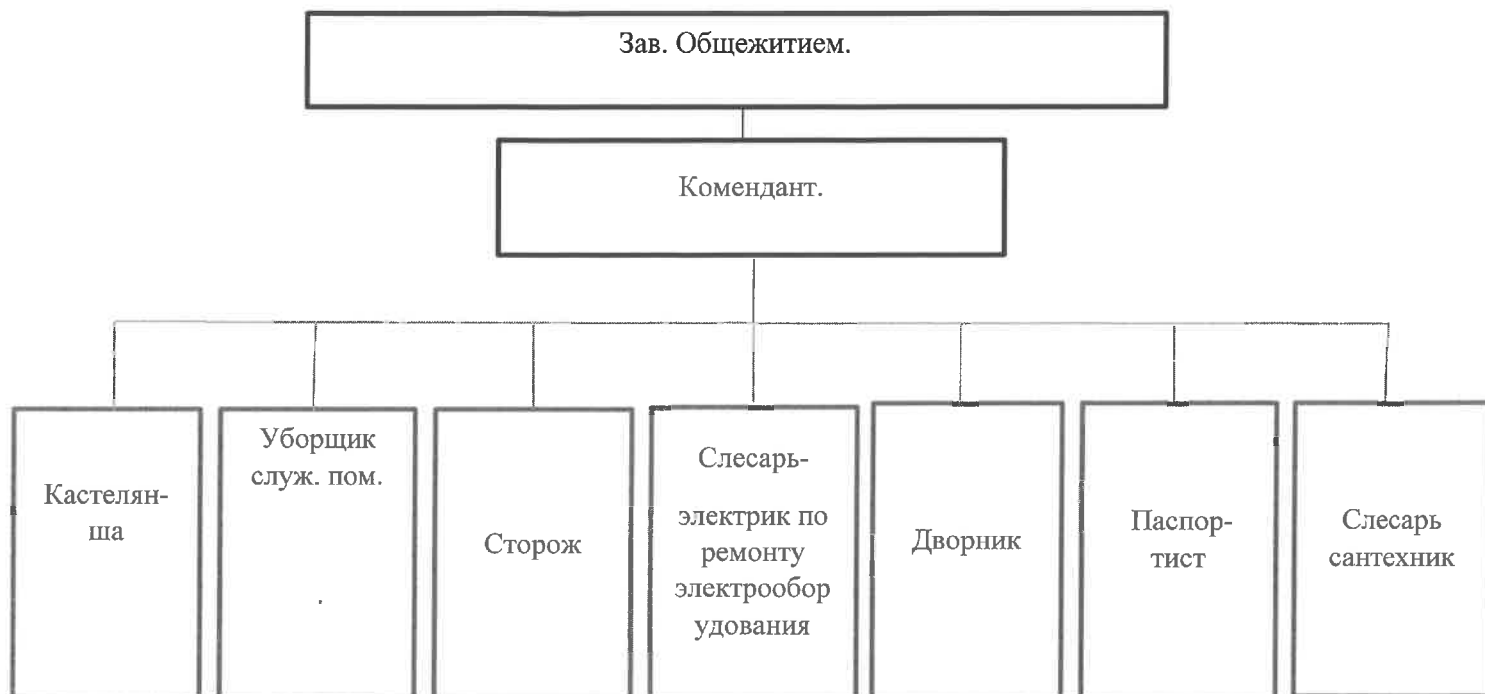 Зав. Общежитием.
Комендант.
Кастелян-
ша
Уборщик
служ. пом.
.
Сторож
Слесарь-
электрик по
ремонту
электрообор
удования
Дворник
Паспор-
тист
Слесарь
сантехник